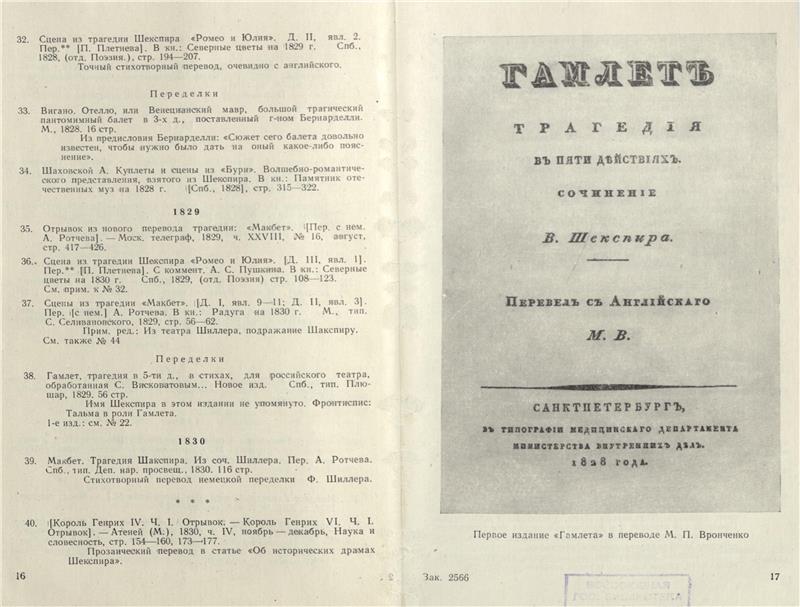 32. Сцена из трагедии Шекспира «Ромео и Юлия». Д. II, явл. 2.
Пер.** [П. Плетнева]. В кн.: Северные цветы на 1829 г. Спб.,
1828, (отд. Поэзия.), стр. 194—207.
Точный стихотворный перевод, очевидно с английского.
Переделки
33. Вигано. Отелло, или Венецианский мавр, большой трагический
пантомимный балет в 3-х д., поставленный г-ном Бернарделли.
М., 1828. 16 стр.
Из предисловия Бернарделли: «Сюжет сего балета довольно
известен, чтобы нужно было дать на оный какое-либо пояс-
нение».
34. Шаховской А. Куплеты и сцены из «Бури». Волшебно-романтиче-
ского представления, взятого из Шекспира. В кн.: Памятник оте-
чественных муз на 1828 г. [Спб., 1828], стр. 315—322.
1829
35. Отрывок из нового перевода трагедии: «Макбет». [Пер. с нем.
А. Ротчева]. — Моск. телеграф, 1829, ч. XXVIII, № 16, август,
стр. 417—426.
36. Сцена из трагедии Шекспира «Ромео и Юлия». [Д. III, явл. 1].
Пер.** [П. Плетнева]. С коммент. А. С. Пушкина. В кн.: Северные
цветы на 1830 г. Спб., 1829, (отд. Поэзии) стр. 108—123.
См. прим. к № 32.
37. Сцены из трагедии «Макбет». [Д. I, явл. 9—11; Д. II, явл. 3].
Пер. [с нем.] А. Ротчева. В кн.: Радуга на 1830 г. М., тип.
С. Селивановского, 1829, стр. 56—62.
Прим. ред.: Из театра Шиллера, подражание Шакспиру.
См. также № 44
Переделки
38. Гамлет, трагедия в 5-ти д., в стихах, для российского театра,
обработанная С. Висковатовым... Новое изд. Спб., тип. Плю-
шар, 1829. 56 стр.
Имя Шекспира в этом издании не упомянуто. Фронтиспис:
Тальма в роли Гамлета.
1-е изд.: см. № 22.
1830
39. Макбет. Трагедия Шакспира. Из соч. Шиллера. Пер. А. Ротчева.
Спб., тип. Деп. нар. просвещ., 1830. 116 стр.
Стихотворный перевод немецкой переделки Ф. Шиллера.
* * *
40. [Король Генрих IV. Ч. I. Отрывок. — Король Генрих VI. Ч. I.
Отрывок]. — Атеней (М.), 1830, ч. IV, ноябрь — декабрь, Наука и
словесность, стр. 154—160, 173—177.
Прозаический перевод в статье «Об исторических драмах
Шекспира».
16
2
ГАМЛЕТЪ
ТРАГЕДІЯ
ВЪ ПЯТИ ДѢЙСТВІЯХЪ.
СОЧИНЕНІЕ
В. Шекспира.
Перевелъ съ Англійскаго
М. В.
САНКТПЕТЕРБУРГЪ,
ВЪ ТИПОГРАФІИ МЕДИЦИНСКАГО ДЕПАРТАМЕНТА
МИНИСТЕРСТВА ВНУТРЕННИХЪ ДѢЛЪ.
1828 ГОДА.
Первое издание «Гамлета» в переводе М. П. Вронченко
Зак. 2566
17